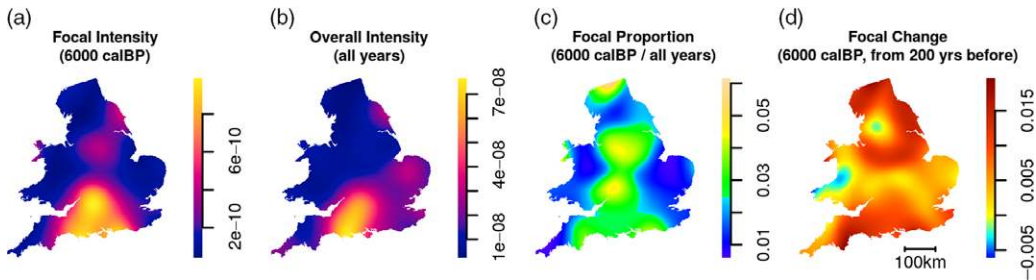 (a)
Focal Intensity
(6000 calBP)
2e−10
6e−10
(b)
Overall Intensity
(all years)
1e−08
4e−08
7e−08
(c)
Focal Proportion
(6000 calBP / all years)
0.01
0.03
0.05
(d)
Focal Change
(6000 calBP, from 200 yrs before)
−0.005
0.005
0.015
100km